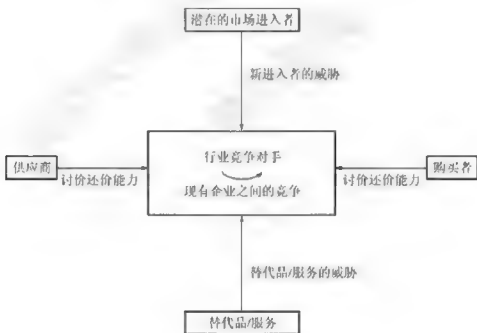 潜在的市场进入者
新进入者的威胁
行业竞争对手
供应商
购买者
讨价还价能力
讨价还价能力
现有企业之间的竞争
替代品/服务的威胁
替代品/服务